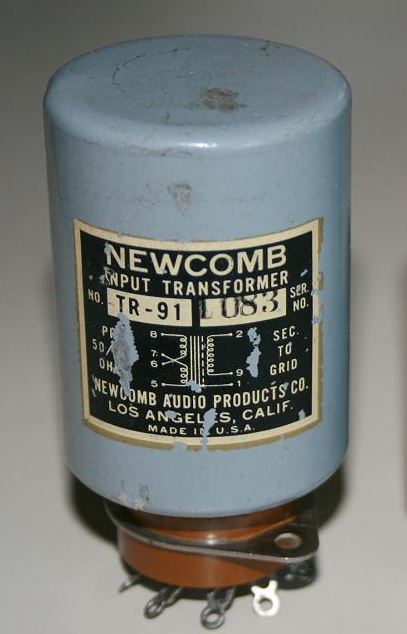 NEWCOMB
INPUT TRANSFORMER
NO. TR-91 1083 SER. NO.
8 2
50 7 SEC.
6 TO
9 GRID
5 1
NEWCOMB AUDIO PRODUCTS CO.
LOS ANGELES, CALIF.
MADE IN U.S.A.